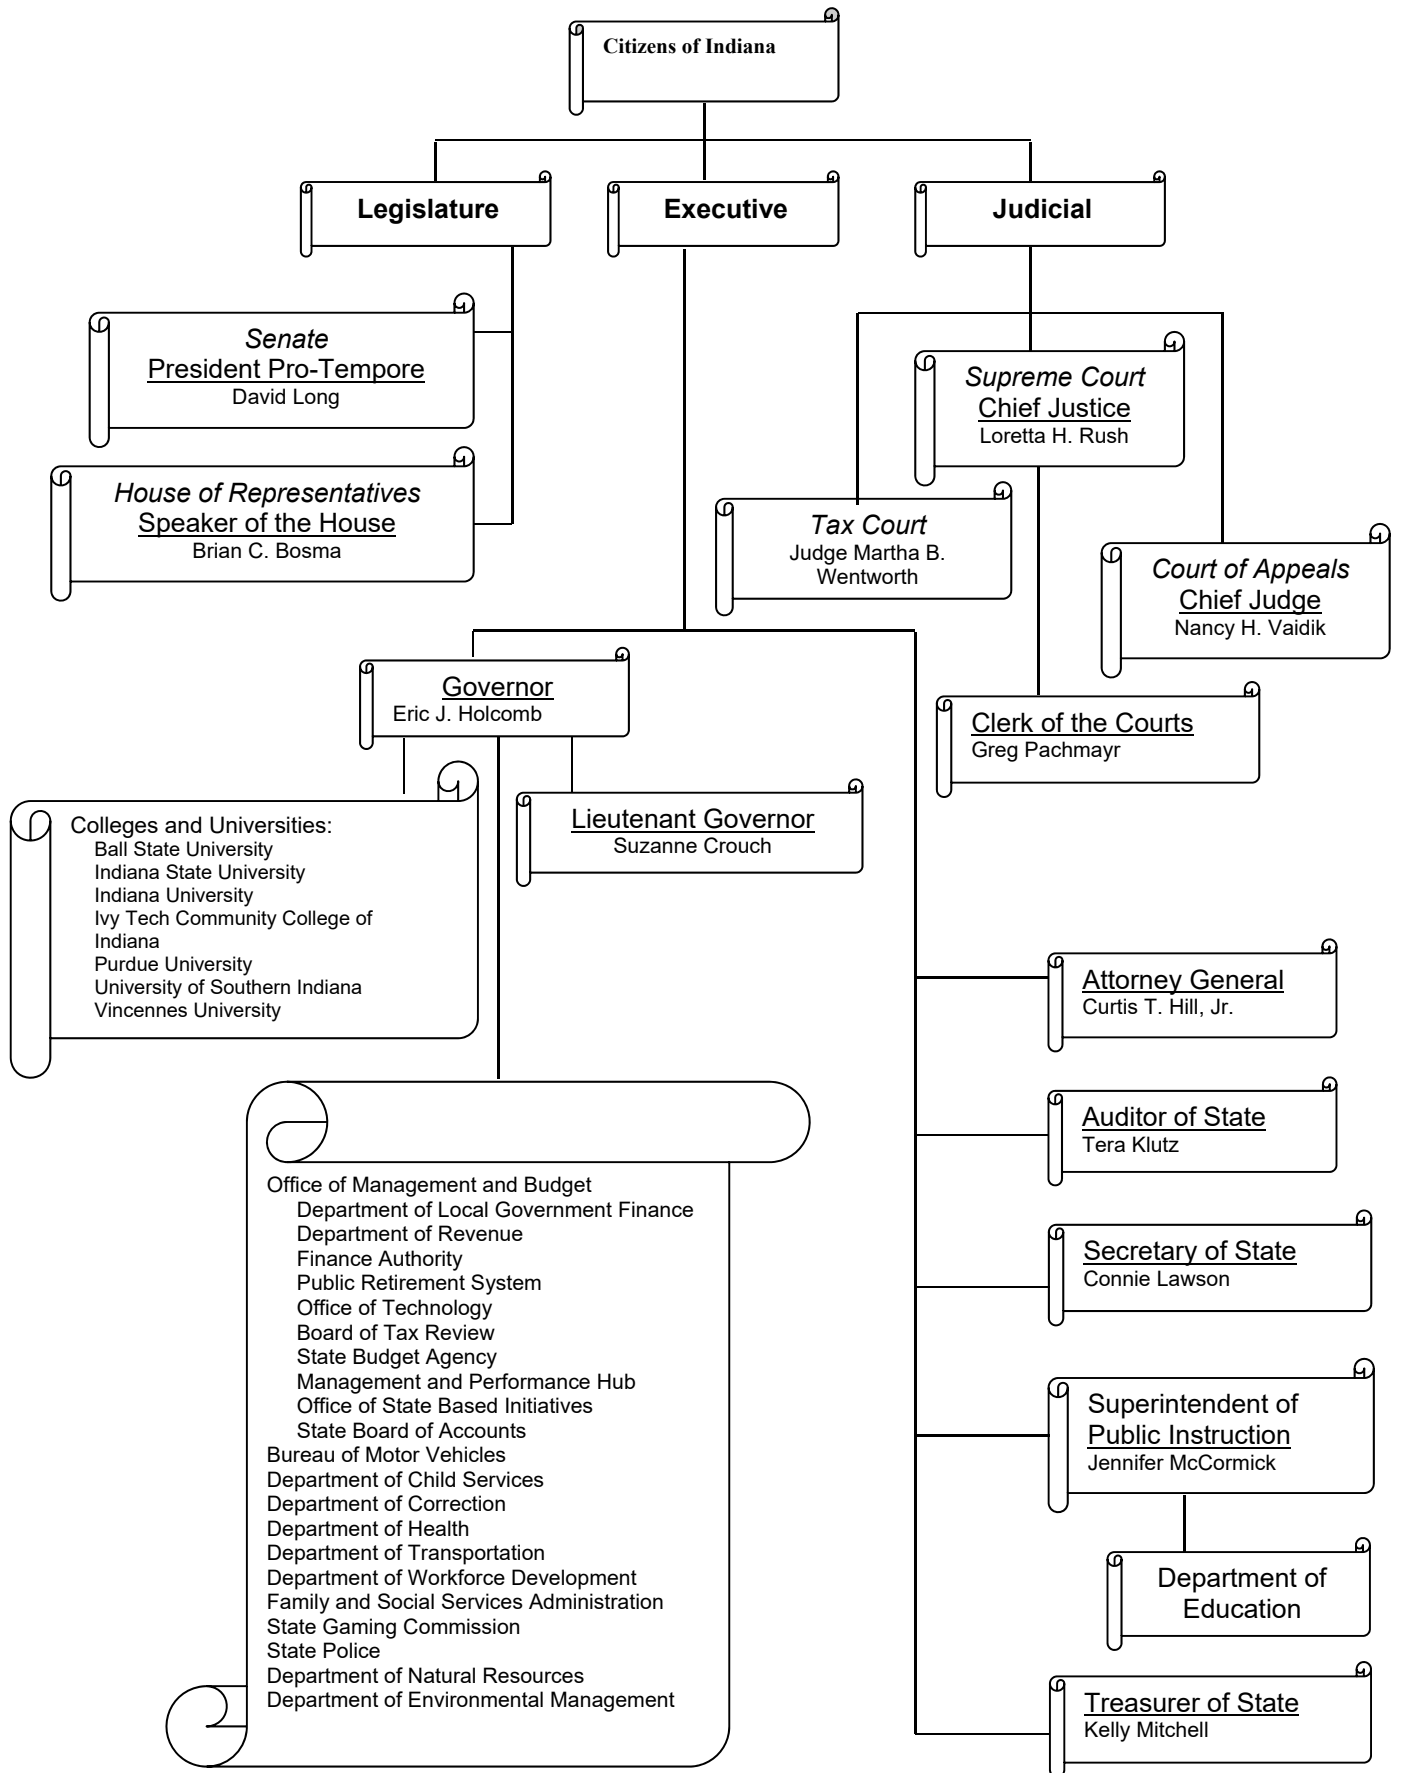 Citizens of Indiana
Legislature
Executive
Judicial
Senate
President Pro-Tempore
David Long
House of Representatives
Speaker of the House
Brian C. Bosma
Supreme Court
Chief Justice
Loretta H. Rush
Tax Court
Judge Martha B.
Wentworth
Court of Appeals
Chief Judge
Nancy H. Vaidik
Clerk of the Courts
Greg Pachmayr
Governor
Eric J. Holcomb
Lieutenant Governor
Suzanne Crouch
Colleges and Universities:
Ball State University
Indiana State University
Indiana University
Ivy Tech Community College of
Indiana
Purdue University
University of Southern Indiana
Vincennes University
Office of Management and Budget
Department of Local Government Finance
Department of Revenue
Finance Authority
Public Retirement System
Office of Technology
Board of Tax Review
State Budget Agency
Management and Performance Hub
Office of State Based Initiatives
State Board of Accounts
Bureau of Motor Vehicles
Department of Child Services
Department of Correction
Department of Health
Department of Transportation
Department of Workforce Development
Family and Social Services Administration
State Gaming Commission
State Police
Department of Natural Resources
Department of Environmental Management
Attorney General
Curtis T. Hill, Jr.
Auditor of State
Tera Klutz
Secretary of State
Connie Lawson
Superintendent of
Public Instruction
Jennifer McCormick
Department of
Education
Treasurer of State
Kelly Mitchell